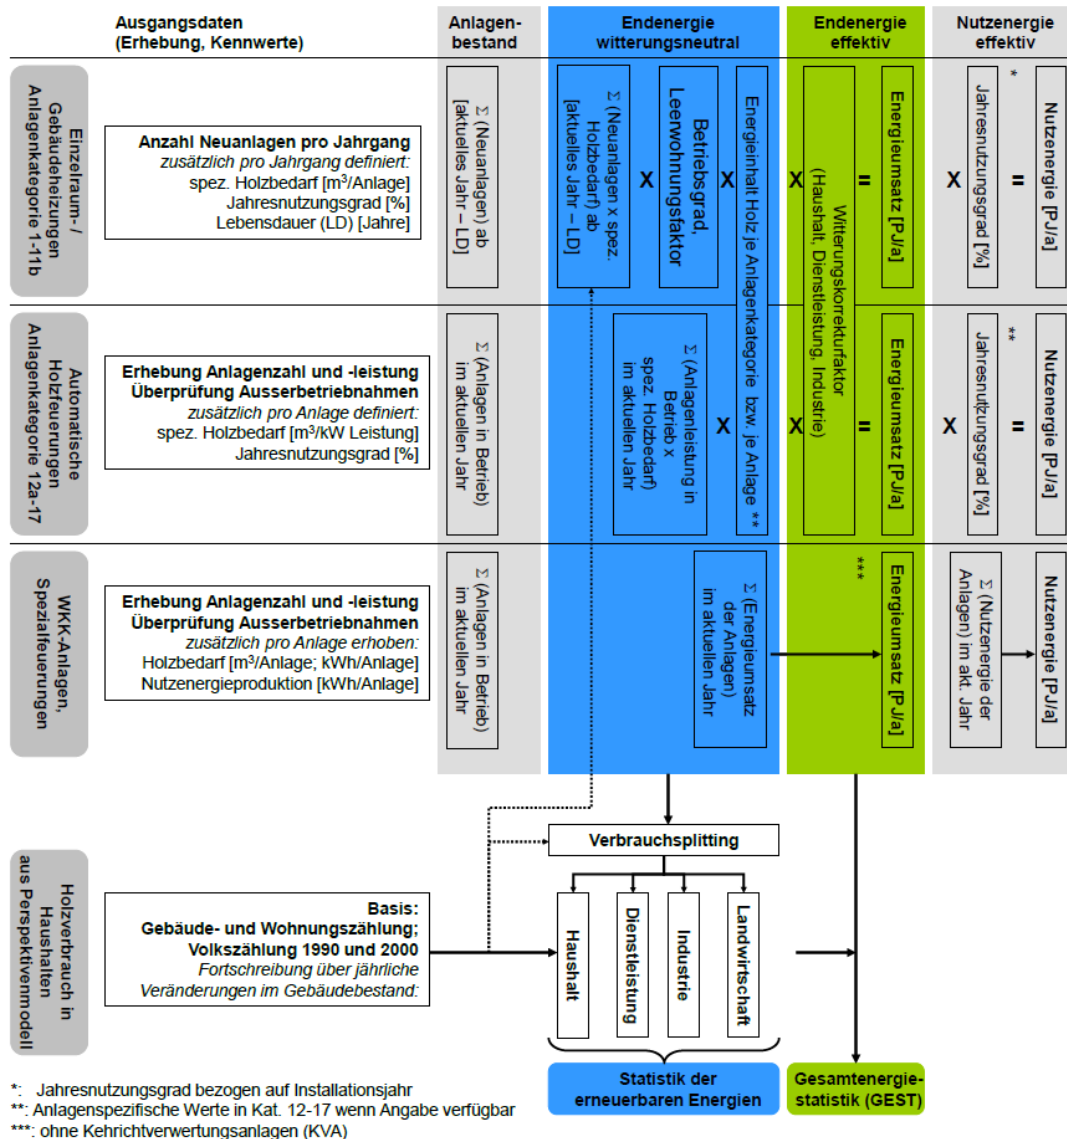 Ausgangsdaten
(Erhebung, Kennwerte)
Anlagen-
bestand
Endenergie
witterungsneutral
Endenergie
effektiv
Nutzenergie
effektiv
Einzelraum- /
Gebäudeheizungen
Anlagenkategorie 1-11b
Anzahl Neuanlagen pro Jahrgang
zusätzlich pro Jahrgang definiert:
spez. Holzbedarf [m³/Anlage]
Jahresnutzungsgrad [%]
Lebensdauer (LD) [Jahre]
Σ (Neuanlagen) ab
[aktuelles Jahr – LD]
Σ (Neuanlagen x spez.
Holzbedarf) ab
[aktuelles Jahr – LD]
X
Betriebsgrad,
Leerwohnungsfaktor
X
Energieinhalt Holz je Anlagenkategorie bzw. je Anlage **
X
Witterungskorrekturfaktor
(Haushalt, Dienstleistung, Industrie)
=
Energieumsatz [PJ/a]
X
*
Jahresnutzungsgrad [%]
=
Nutzenergie [PJ/a]
Automatische
Holzfeuerungen
Anlagenkategorie 12a-17
Erhebung Anlagenzahl und -leistung
Überprüfung Ausserbetriebnahmen
zusätzlich pro Anlage definiert:
spez. Holzbedarf [m³/kW Leistung]
Jahresnutzungsgrad [%]
Σ (Anlagen in Betrieb)
im aktuellen Jahr
Σ (Anlagenleistung in
Betrieb x
spez. Holzbedarf)
im aktuellen Jahr
X
X
=
Energieumsatz [PJ/a]
X
**
Jahresnutzungsgrad [%]
=
Nutzenergie [PJ/a]
WKK-Anlagen,
Spezialfeuerungen
Erhebung Anlagenzahl und -leistung
Überprüfung Ausserbetriebnahmen
zusätzlich pro Anlage erhoben:
Holzbedarf [m³/Anlage; kWh/Anlage]
Nutzenergieproduktion [kWh/Anlage]
Σ (Anlagen in Betrieb)
im aktuellen Jahr
Σ (Energieumsatz
der Anlagen)
im aktuellen Jahr
***
Energieumsatz [PJ/a]
Σ (Nutzenergie der
Anlagen) im akt. Jahr
Nutzenergie [PJ/a]
Verbrauchsplitting
Holzverbrauch in
Haushalten
aus Perspektivenmodell
Basis:
Gebäude- und Wohnungszählung;
Volkszählung 1990 und 2000
Fortschreibung über jährliche
Veränderungen im Gebäudebestand:
Haushalt
Dienstleistung
Industrie
Landwirtschaft
Statistik der
erneuerbaren Energien
Gesamtenergie-
statistik (GEST)
*: Jahresnutzungsgrad bezogen auf Installationsjahr
**: Anlagenspezifische Werte in Kat. 12-17 wenn Angabe verfügbar
***: ohne Kehrichtverwertungsanlagen (KVA)